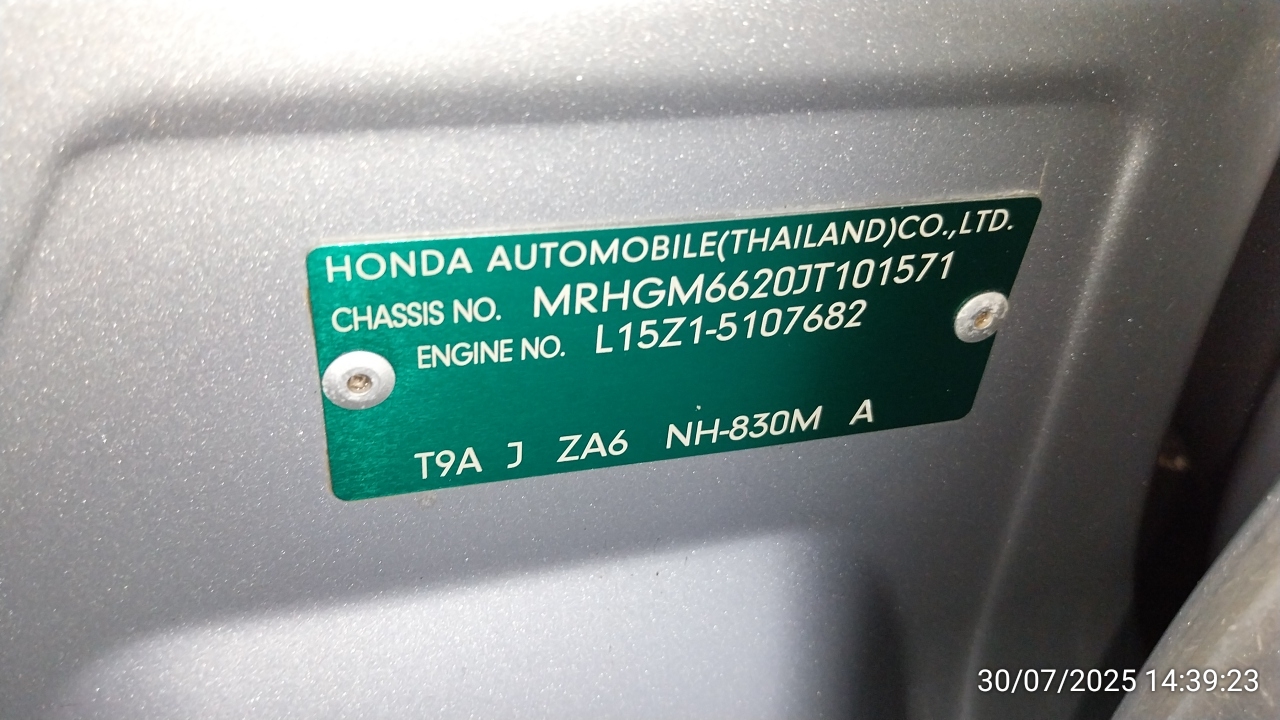 HONDA AUTOMOBILE(THAILAND)CO.,LTD.
CHASSIS NO. MRHGM6620JT101571
ENGINE NO. L15Z1-5107682
T9A J ZA6 NH-830M A
30/07/2025 14:39:23